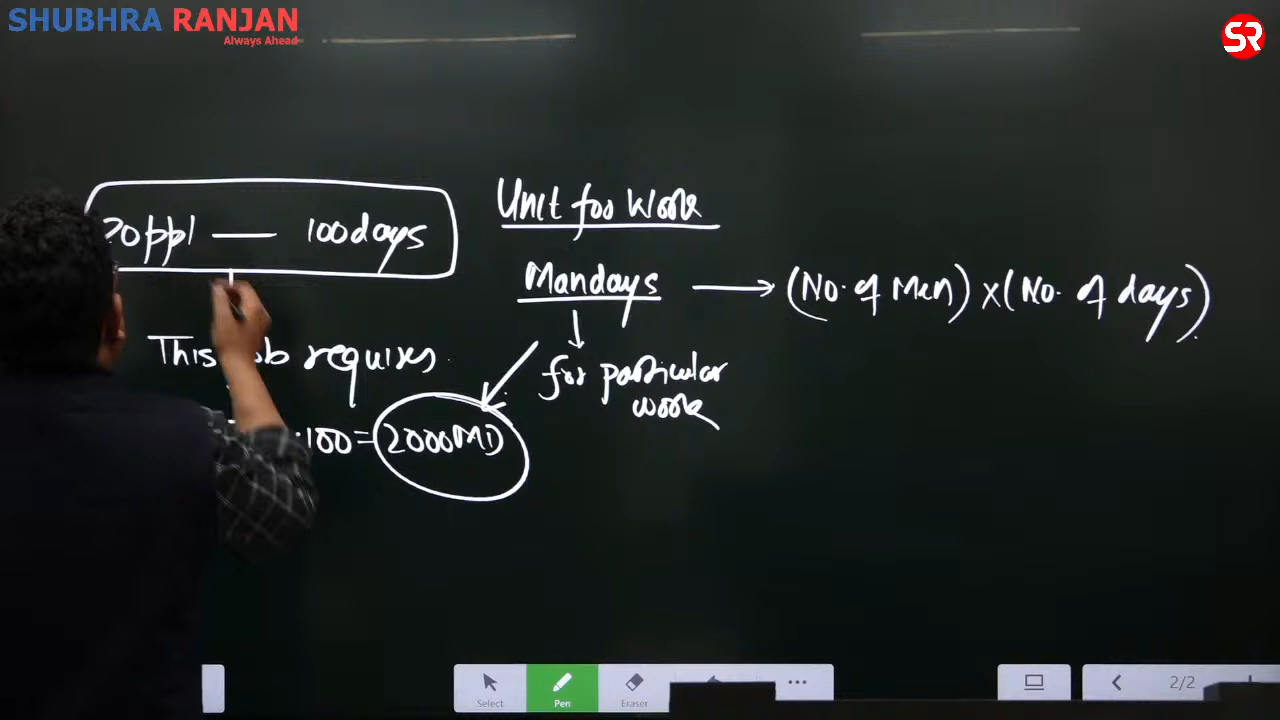 SHUBHRA RANJAN
Always Ahead
SR
20ppl — 100days
Unit for Work
Mandays → (No. of Men) x (No. of days)
for particular
work
This job requires.
100 = 2000MD
Select
Pen
Eraser
2/2